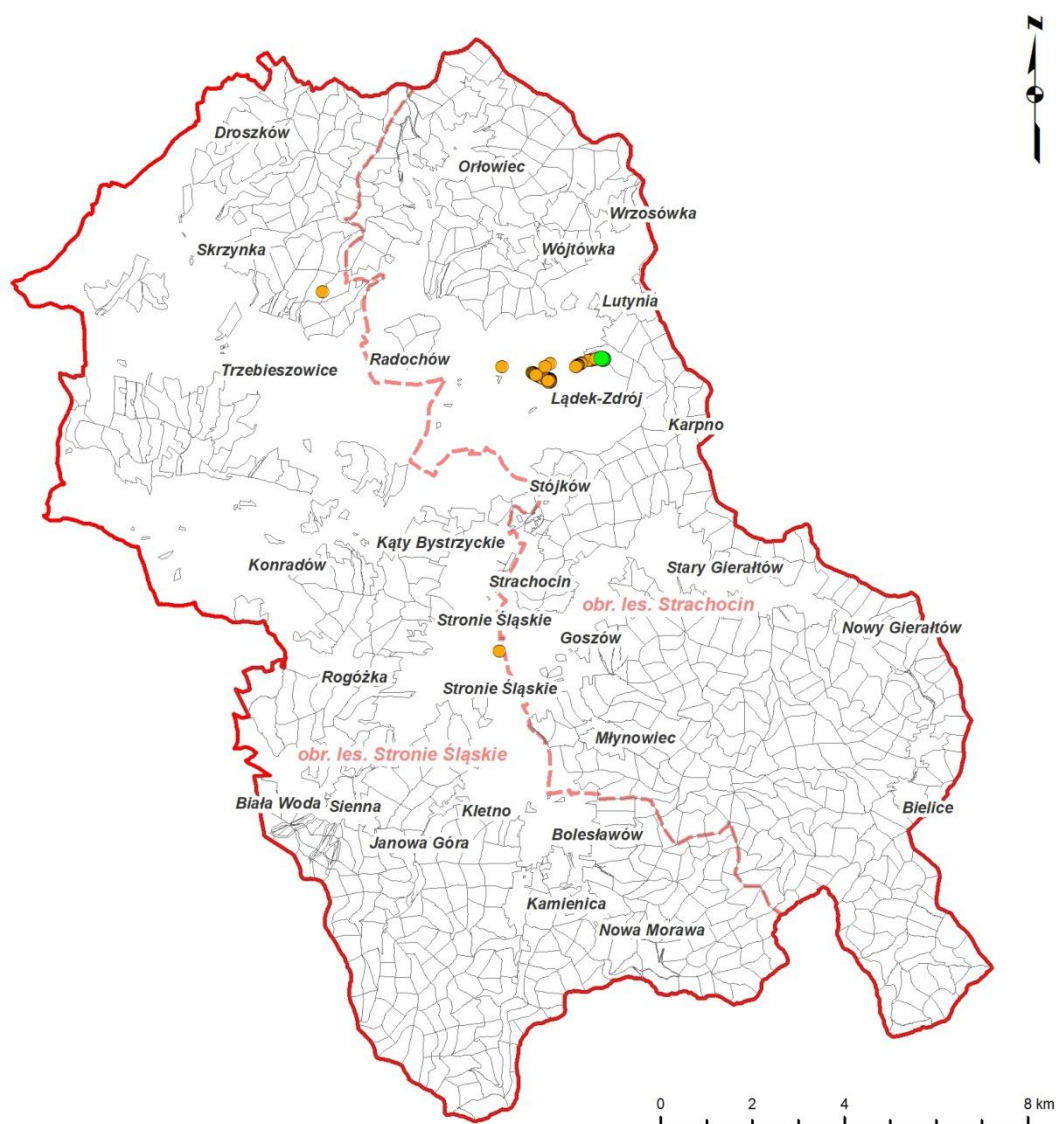 N
Droszków
Orłowiec
Wrzosówka
Skrzynka
Wójtówka
Lutynia
Radochów
Trzebieszowice
Lądek-Zdrój
Karpno
Stójków
Kąty Bystrzyckie
Konradów
Stary Gierałtów
Strachocin
obr. les. Strachocin
Stronie Śląskie
Nowy Gierałtów
Goszów
Rogóżka
Stronie Śląskie
Młynowiec
obr. les. Stronie Śląskie
Biała Woda
Sienna
Kletno
Bielice
Janowa Góra
Bolesławów
Kamienica
Nowa Morawa
0 2 4 8 km